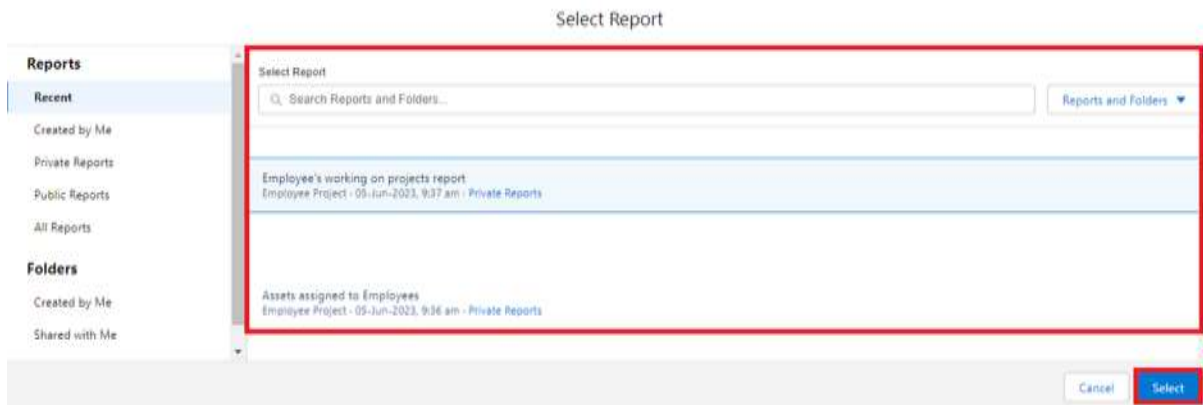 Select Report
Reports
Recent
Created by Me
Private Reports
Public Reports
All Reports
Folders
Created by Me
Shared with Me
Select Report
Search Reports and Folders...
Reports and Folders
Employee's working on projects report
Employee Project - 05-Jun-2023, 9:37 am - Private Reports
Assets assigned to Employees
Employee Project - 05-Jun-2023, 9:36 am - Private Reports
Cancel
Select